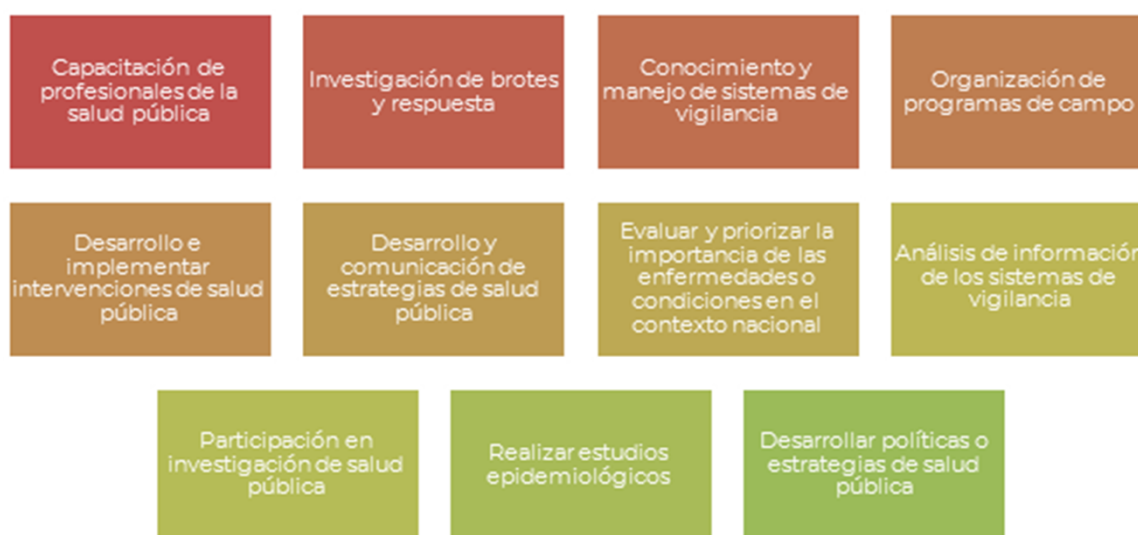 Capacitación de
profesionales de la
salud pública
Investigación de brotes
y respuesta
Conocimiento y
manejo de sistemas de
vigilancia
Organización de
programas de campo
Desarrollo e
implementar
intervenciones de salud
pública
Desarrollo y
comunicación de
estrategias de salud
pública
Evaluar y priorizar la
importancia de las
enfermedades o
condiciones en el
contexto nacional
Análisis de información
de los sistemas de
vigilancia
Participación en
investigación de salud
pública
Realizar estudios
epidemiológicos
Desarrollar políticas o
estrategias de salud
pública